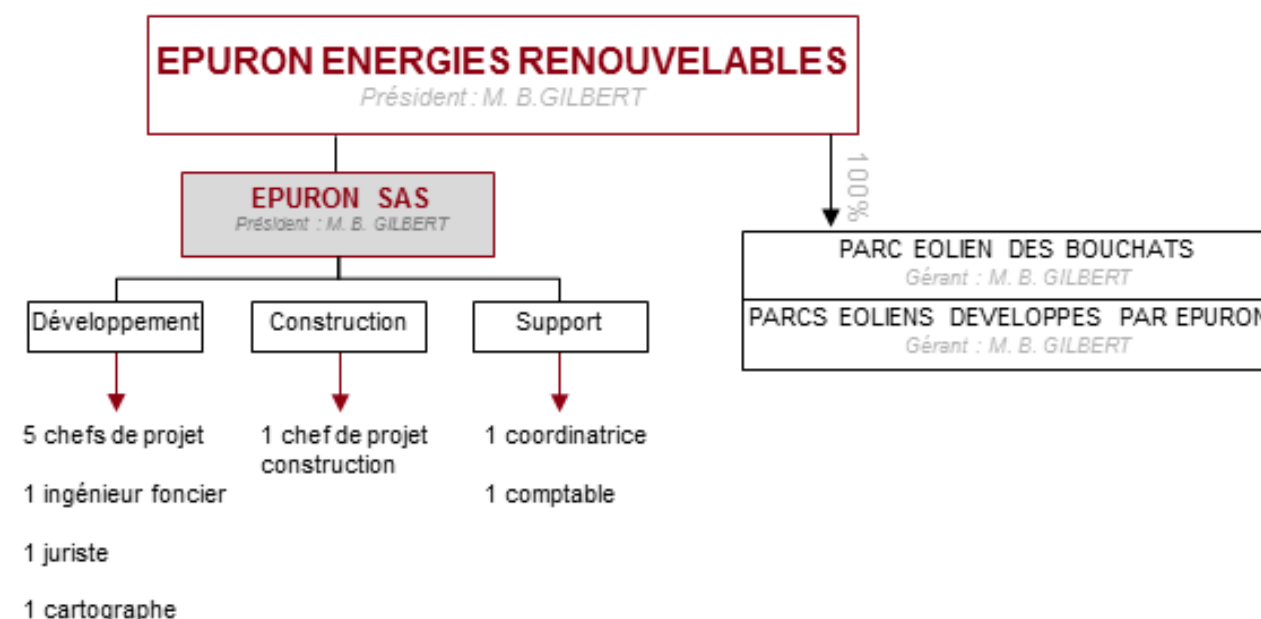 EPURON ENERGIES RENOUVELABLES
Président : M. B.GILBERT
100%
EPURON SAS
Président : M. B. GILBERT
PARC EOLIEN DES BOUCHATS
Gérant : M. B. GILBERT
PARCS EOLIENS DEVELOPPES PAR EPURON
Gérant : M. B. GILBERT
Développement
Construction
Support
5 chefs de projet
1 ingénieur foncier
1 juriste
1 cartographe
1 chef de projet
construction
1 coordinatrice
1 comptable